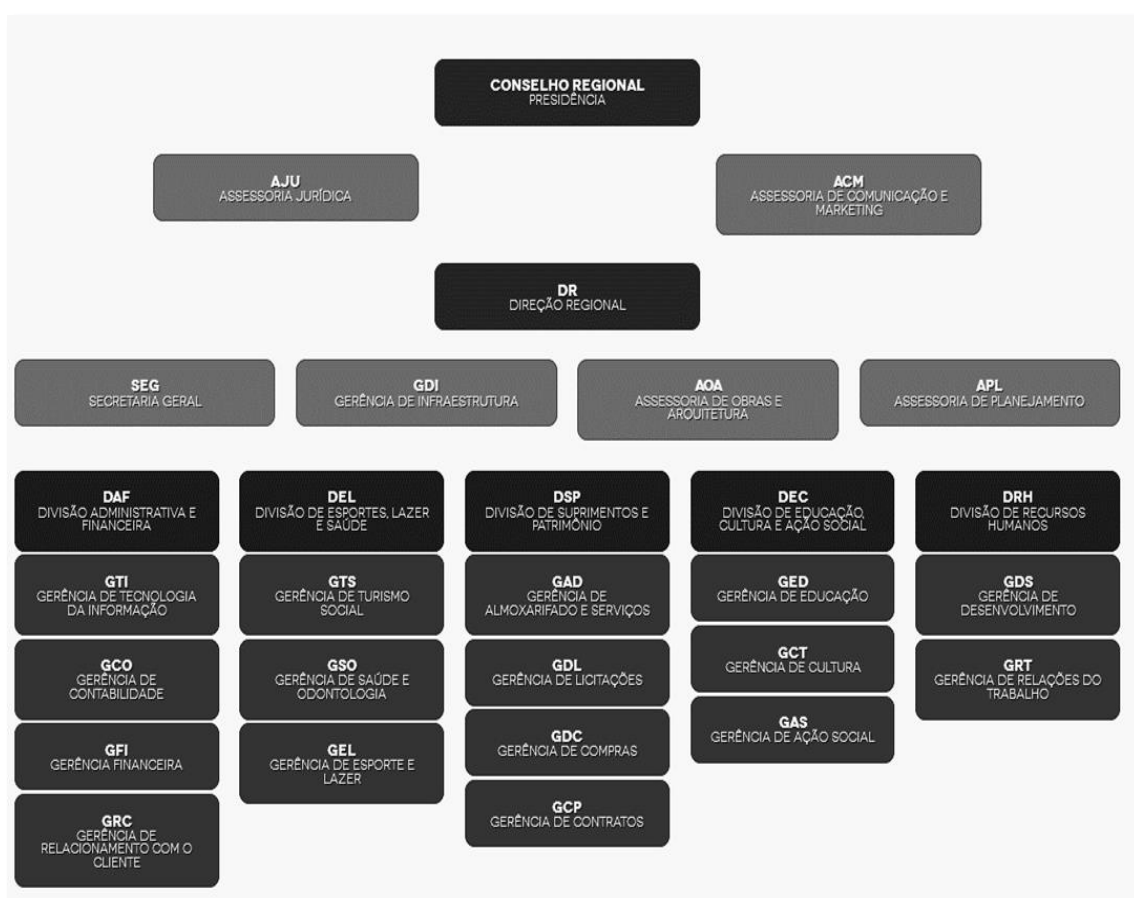 CONSELHO REGIONAL
PRESIDÊNCIA
AJU
ASSESSORIA JURÍDICA
ACM
ASSESSORIA DE COMUNICAÇÃO E
MARKETING
DR
DIREÇÃO REGIONAL
SEG
SECRETARIA GERAL
GDI
GERÊNCIA DE INFRAESTRUTURA
AOA
ASSESSORIA DE OBRAS E
ARQUITETURA
APL
ASSESSORIA DE PLANEJAMENTO
DAF
DIVISÃO ADMINISTRATIVA E
FINANCEIRA
GTI
GERÊNCIA DE TECNOLOGIA
DA INFORMAÇÃO
GCO
GERÊNCIA DE
CONTABILIDADE
GFI
GERÊNCIA FINANCEIRA
GRC
GERÊNCIA DE
RELACIONAMENTO COM O
CLIENTE
DEL
DIVISÃO DE ESPORTES, LAZER
E SAÚDE
GTS
GERÊNCIA DE TURISMO
SOCIAL
GSO
GERÊNCIA DE SAÚDE E
ODONTOLOGIA
GEL
GERÊNCIA DE ESPORTE E
LAZER
DSP
DIVISÃO DE SUPRIMENTOS E
PATRIMÔNIO
GAD
GERÊNCIA DE
ALMOXARIFADO E SERVIÇOS
GDL
GERÊNCIA DE LICITAÇÕES
GDC
GERÊNCIA DE COMPRAS
GCP
GERÊNCIA DE CONTRATOS
DEC
DIVISÃO DE EDUCAÇÃO,
CULTURA E AÇÃO SOCIAL
GED
GERÊNCIA DE EDUCAÇÃO
GCT
GERÊNCIA DE CULTURA
GAS
GERÊNCIA DE AÇÃO SOCIAL
DRH
DIVISÃO DE RECURSOS
HUMANOS
GDS
GERÊNCIA DE
DESENVOLVIMENTO
GRT
GERÊNCIA DE RELAÇÕES DO
TRABALHO